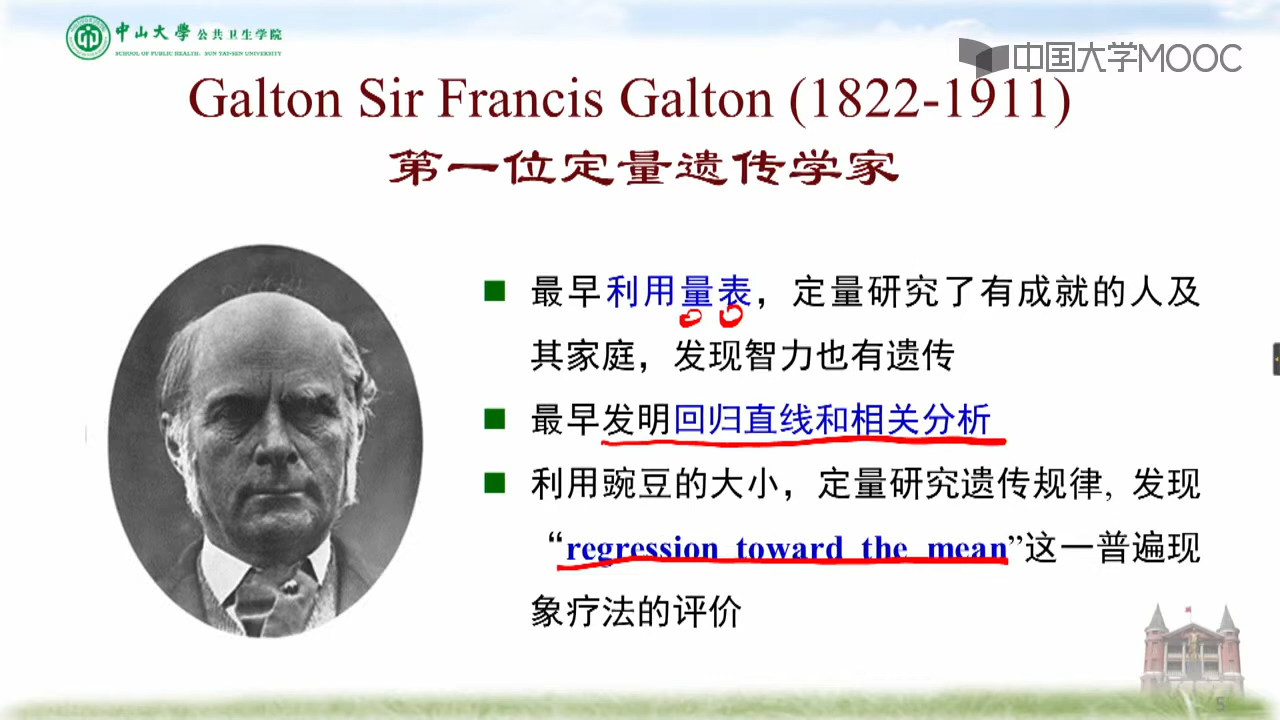 中山大学 公共卫生学院
SCHOOL OF PUBLIC HEALTH, SUN YAT-SEN UNIVERSITY
中国大学MOOC
Galton Sir Francis Galton (1822-1911)
第一位定量遗传学家
最早利用量表，定量研究了有成就的人及
其家庭，发现智力也有遗传
最早发明回归直线和相关分析
利用豌豆的大小，定量研究遗传规律, 发现
“regression toward the mean”这一普遍现
象疗法的评价
5